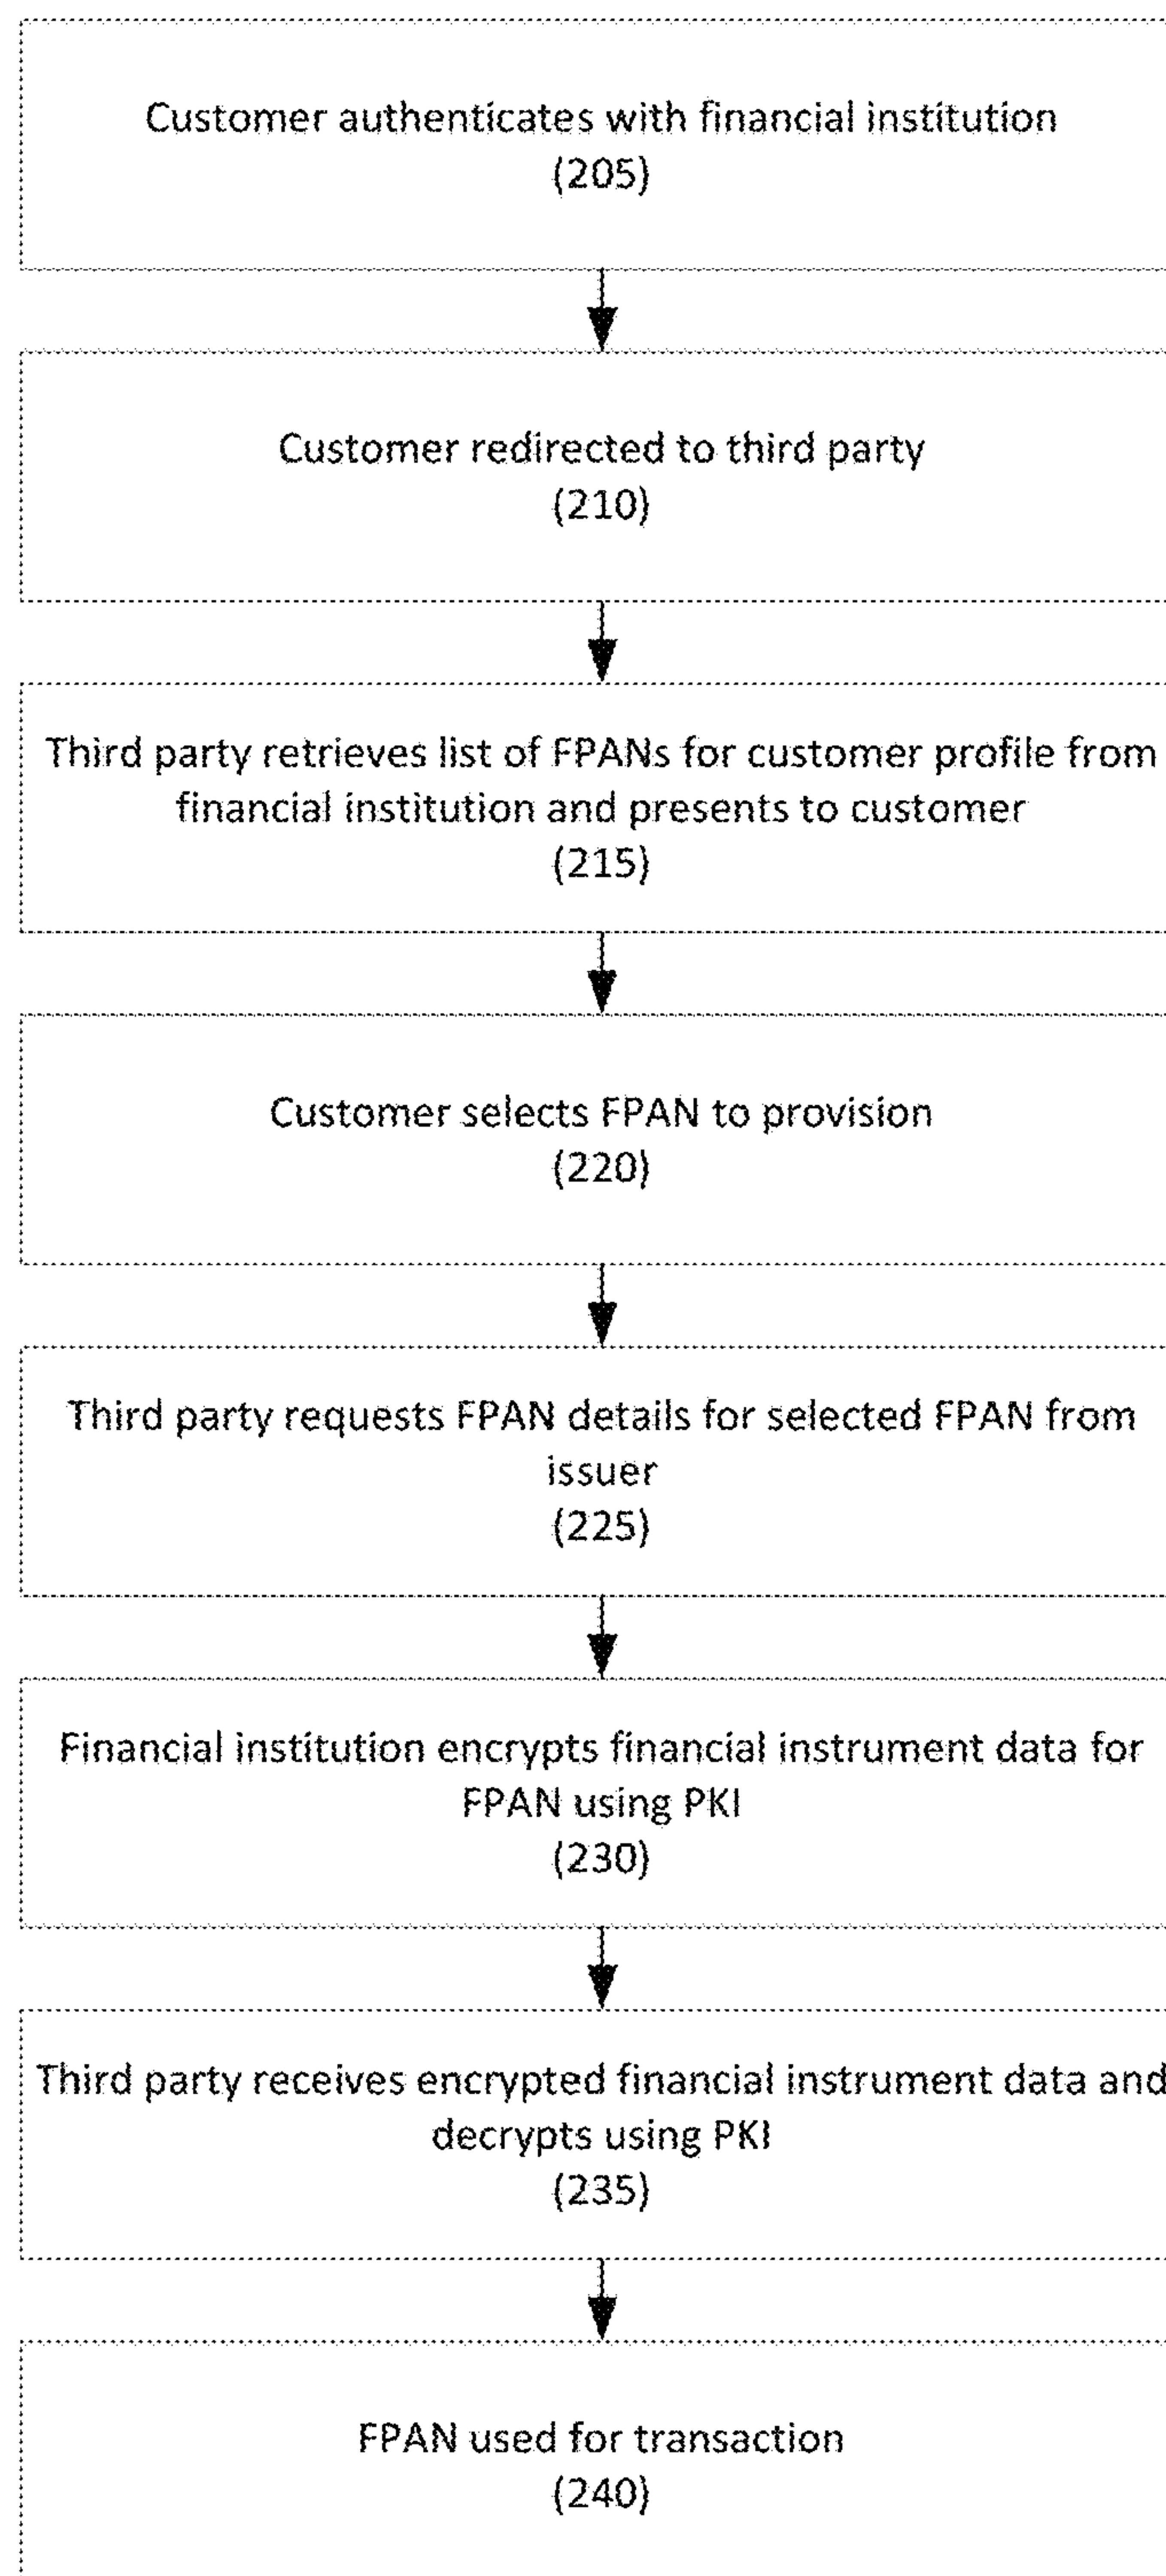 Customer authenticates with financial institution
(205)
Customer redirected to third party
(210)
Third party retrieves list of FPANs for customer profile from
financial institution and presents to customer
(215)
Customer selects FPAN to provision
(220)
Third party requests FPAN details for selected FPAN from
issuer
(225)
Financial institution encrypts financial instrument data for
FPAN using PKI
(230)
Third party receives encrypted financial instrument data and
decrypts using PKI
(235)
FPAN used for transaction
(240)